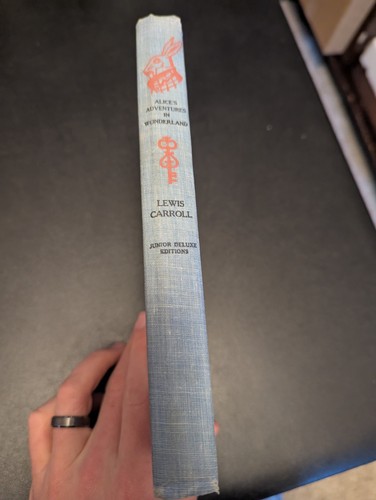 ALICE'S
ADVENTURES
IN
WONDERLAND
LEWIS
CARROLL
JUNIOR DELUXE
EDITIONS